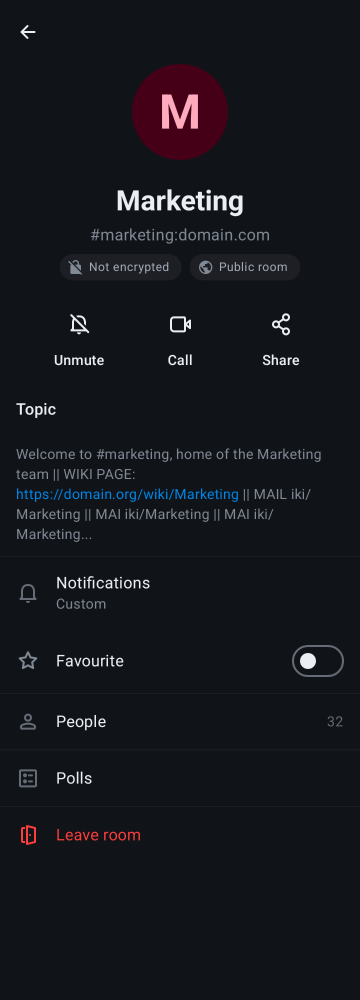 M
Marketing
#marketing:domain.com
Not encrypted
Public room
Unmute
Call
Share
Topic
Welcome to #marketing, home of the Marketing
team || WIKI PAGE:
https://domain.org/wiki/Marketing || MAIL iki/
Marketing || MAI iki/Marketing || MAI iki/
Marketing...
Notifications
Custom
Favourite
People 32
Polls
Leave room